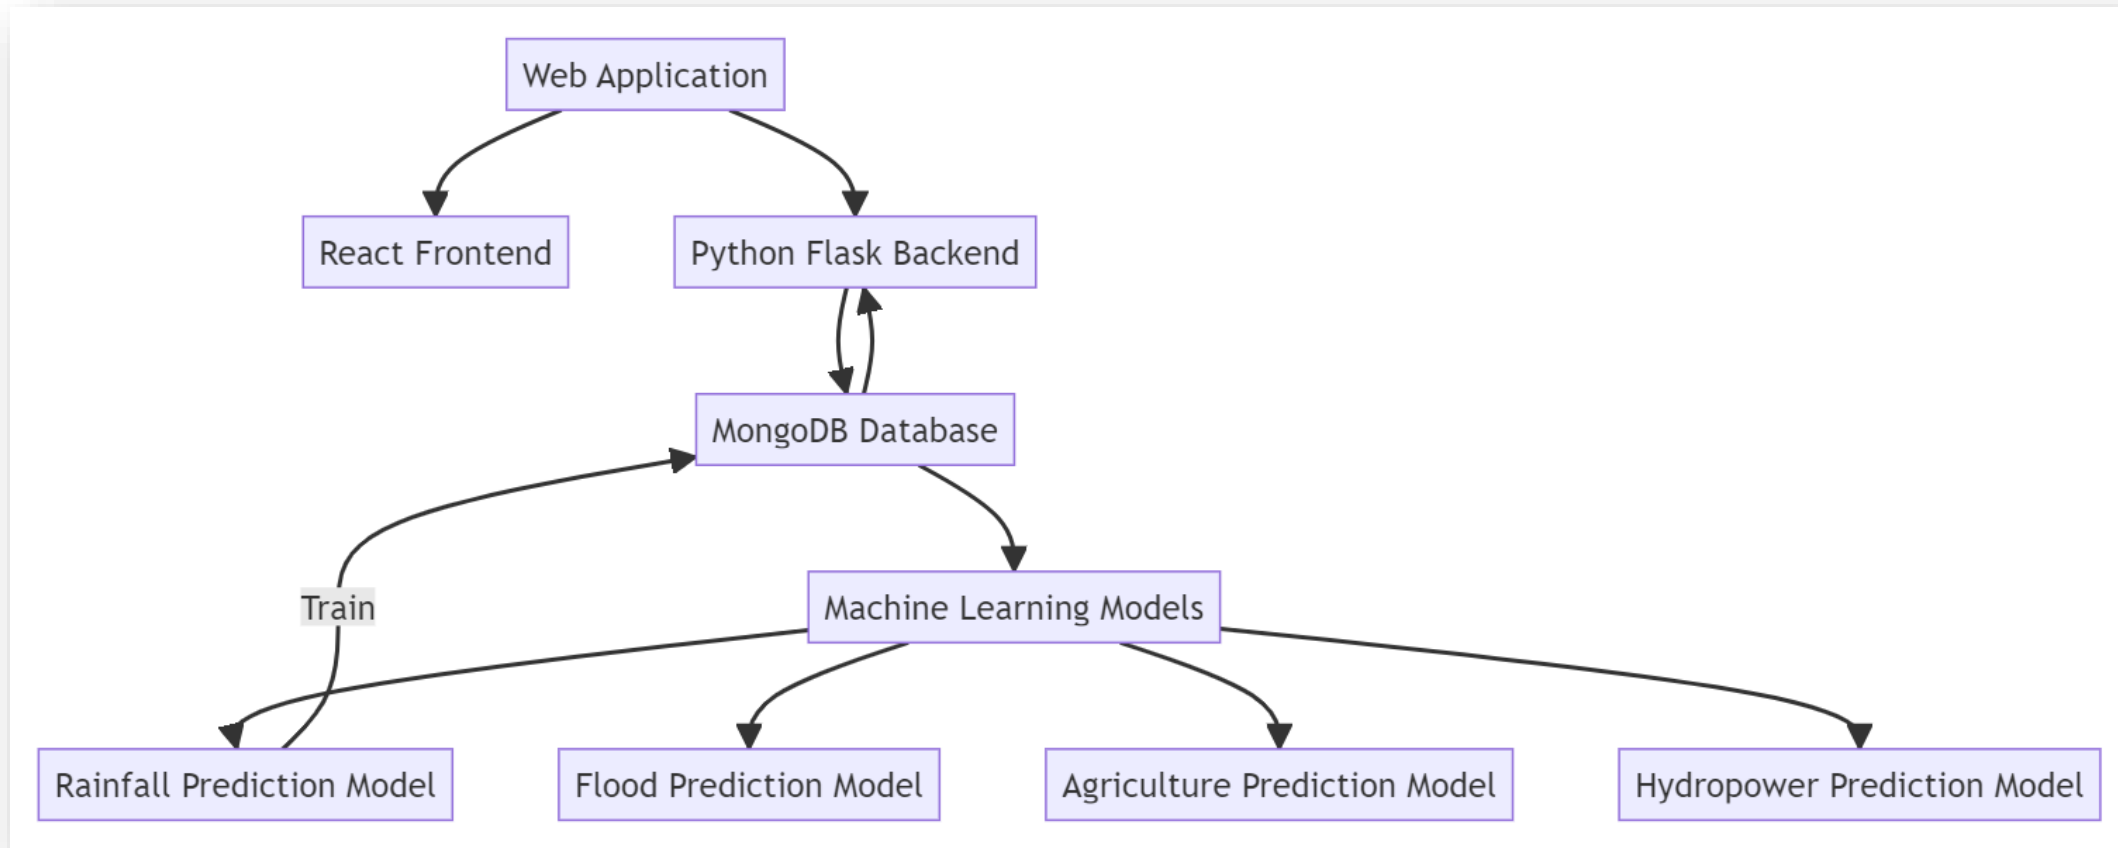 Web Application
React Frontend
Python Flask Backend
MongoDB Database
Train
Machine Learning Models
Rainfall Prediction Model
Flood Prediction Model
Agriculture Prediction Model
Hydropower Prediction Model